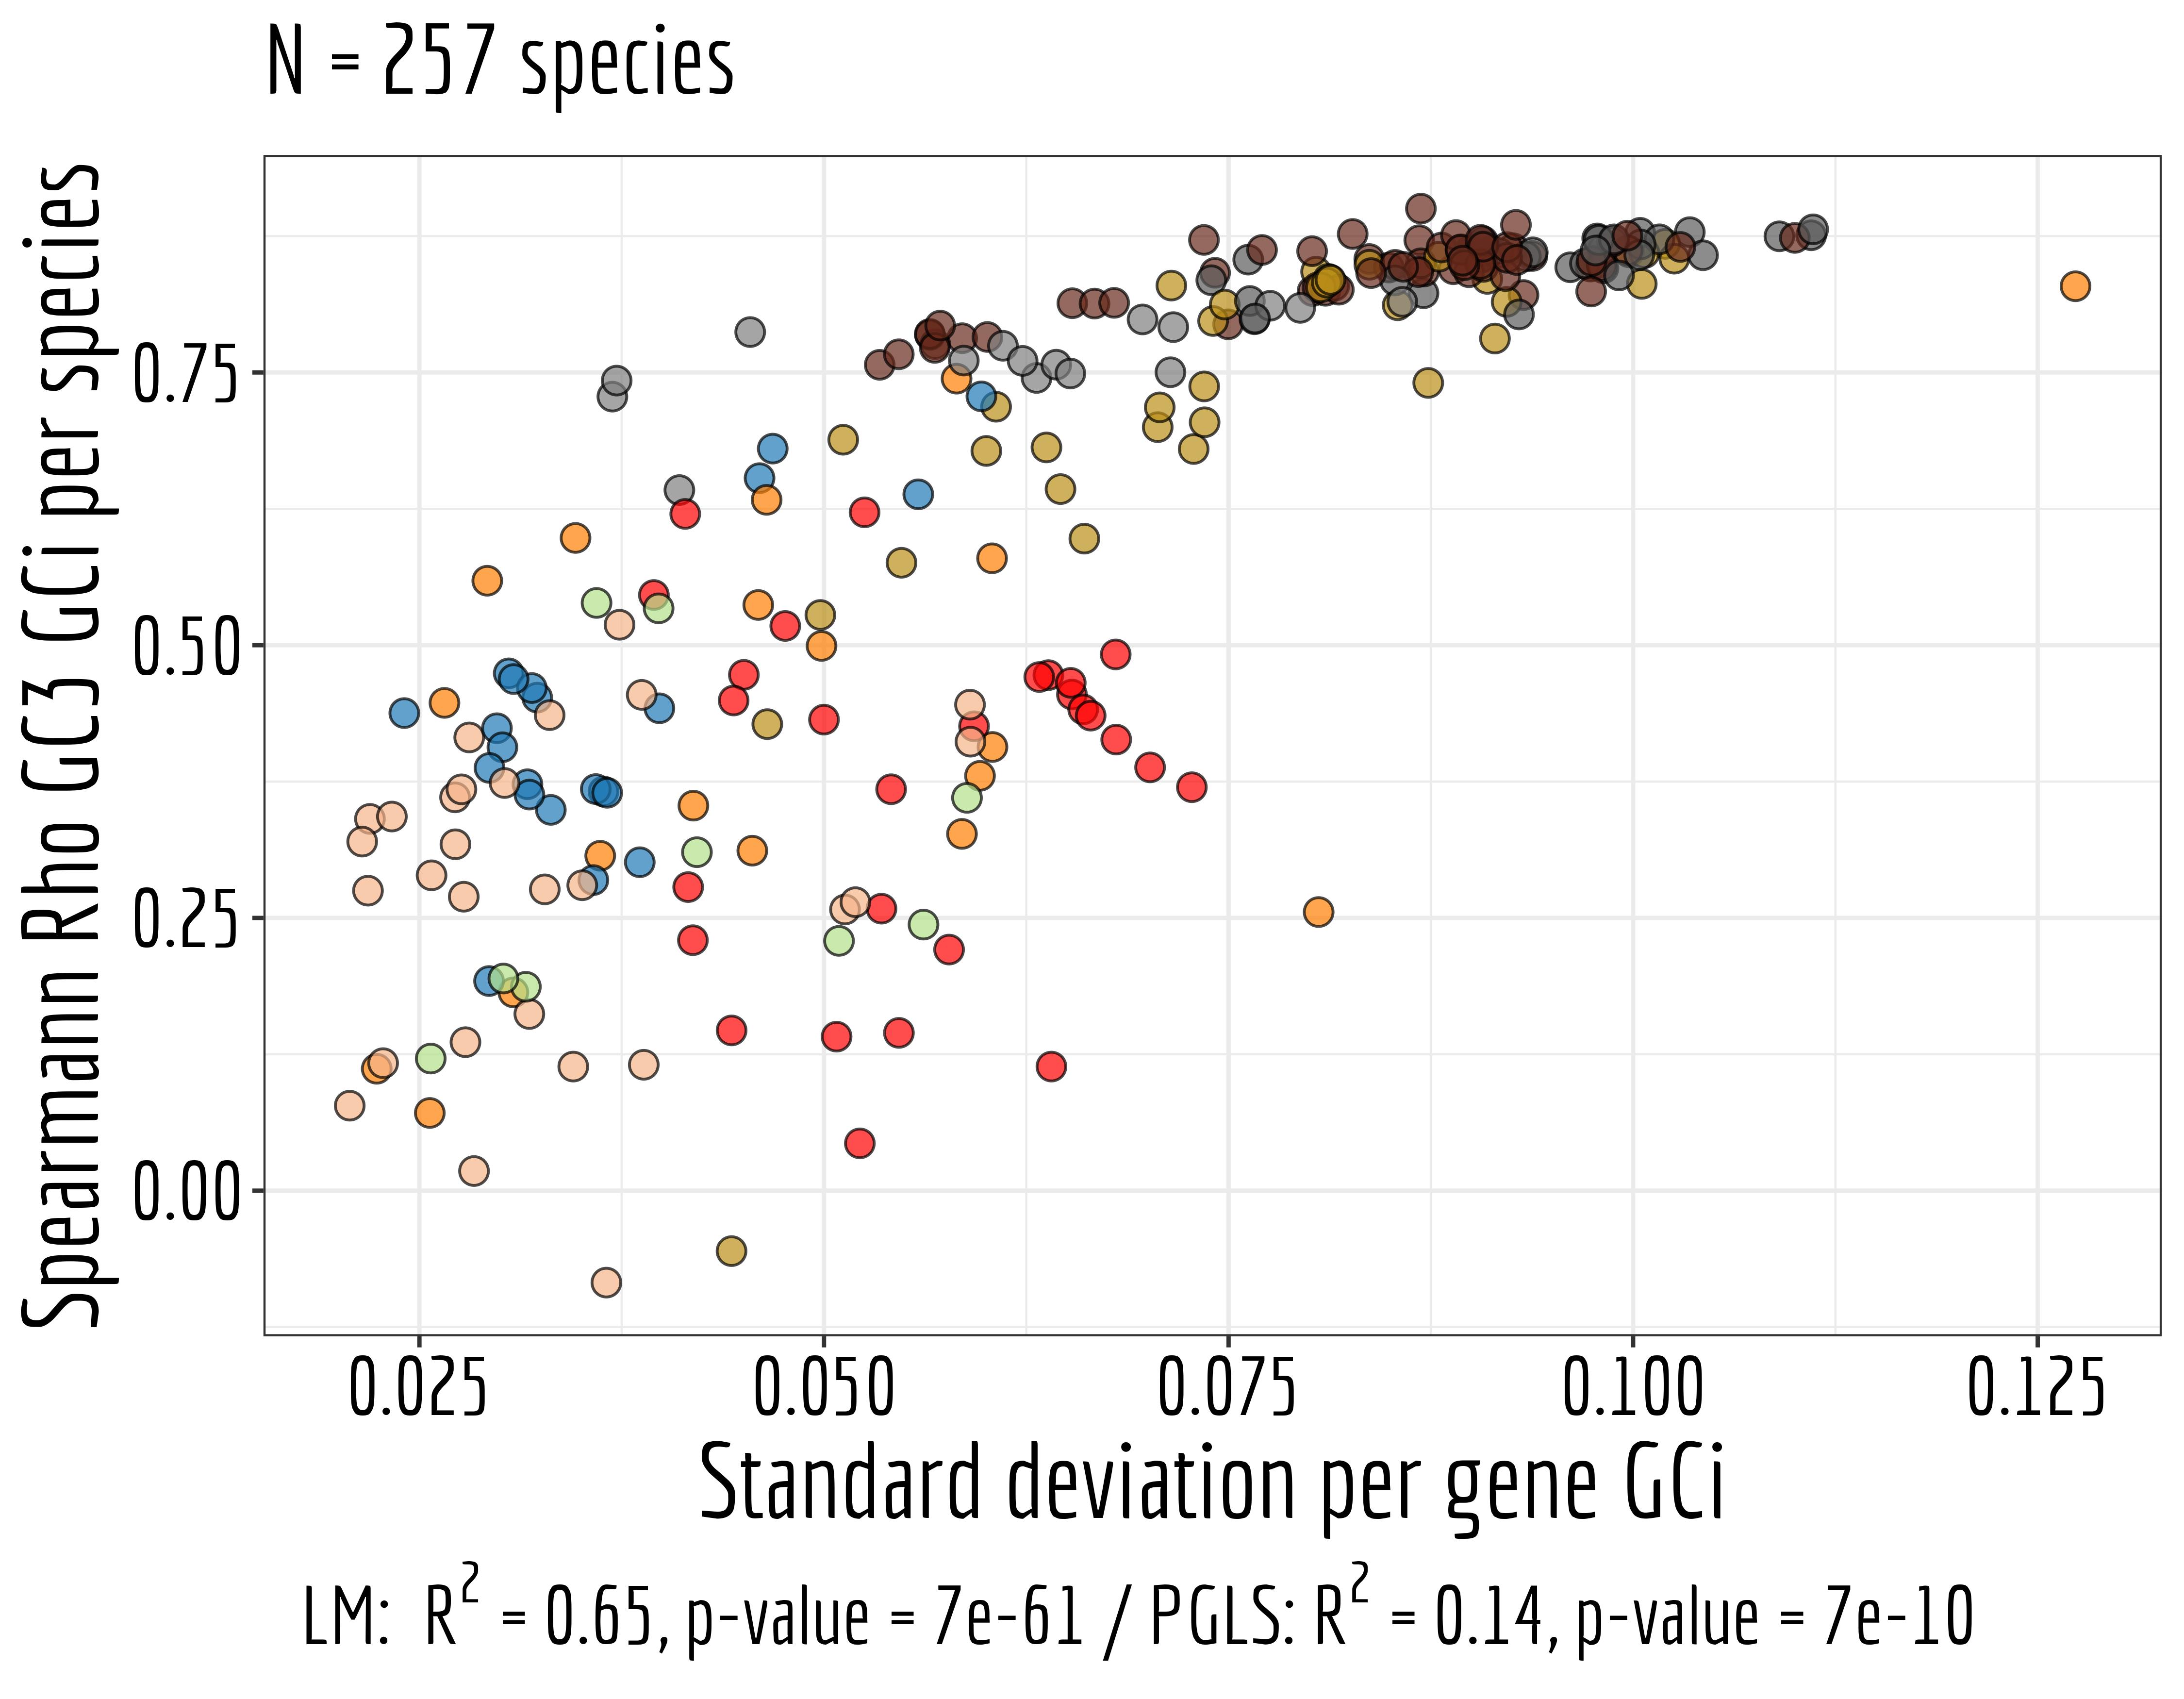 N = 257 species
Spearmann Rho GC3 GCi per species
0.75
0.50
0.25
0.00
0.025 0.050 0.075 0.100 0.125
Standard deviation per gene GCi
LM: R² = 0.65, p-value = 7e-61 / PGLS: R² = 0.14, p-value = 7e-10